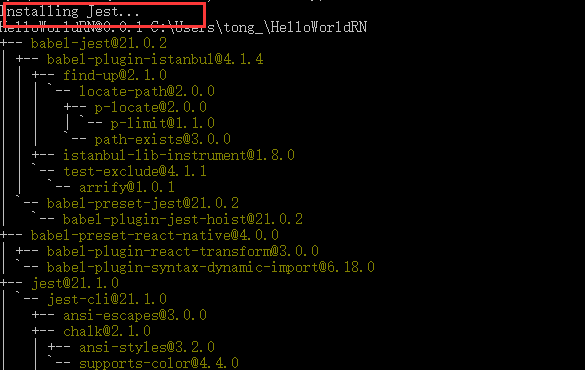 Installing Jest...
HelloWorldRN@0.0.1 C:\Users\tong_\HelloWorldRN
+-- babel-jest@21.0.2
| +-- babel-plugin-istanbul@4.1.4
| | +-- find-up@2.1.0
| | | `-- locate-path@2.0.0
| | |   +-- p-locate@2.0.0
| | |   | `-- p-limit@1.1.0
| | |   `-- path-exists@3.0.0
| | +-- istanbul-lib-instrument@1.8.0
| | `-- test-exclude@4.1.1
| |   `-- arrify@1.0.1
| `-- babel-preset-jest@21.0.2
|   `-- babel-plugin-jest-hoist@21.0.2
+-- babel-preset-react-native@4.0.0
| +-- babel-plugin-react-transform@3.0.0
| `-- babel-plugin-syntax-dynamic-import@6.18.0
+-- jest@21.1.0
| `-- jest-cli@21.1.0
|   +-- ansi-escapes@3.0.0
|   +-- chalk@2.1.0
|   | +-- ansi-styles@3.2.0
|   | `-- supports-color@4.4.0